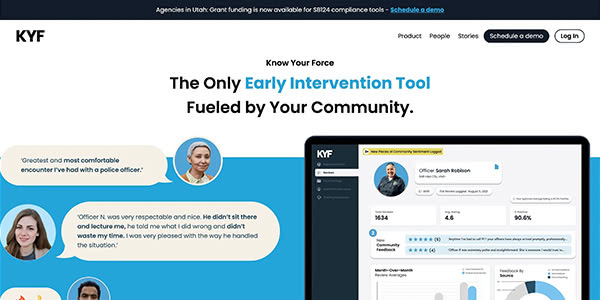 Agencies in Utah: Grant funding is now available for SB124 compliance tools - Schedule a demo
KYF
Product People Stories Schedule a demo Log In
Know Your Force
The Only Early Intervention Tool
Fueled by Your Community.
'Greatest and most comfortable
encounter I've had with a police officer.'
'Officer N. was very respectable and nice. He didn't sit there
and lecture me, he told me what I did wrong and didn't
waste my time. I was very pleased with the way he handled
the situation.'
KYF
New Pieces of Community Sentiment Logged
Officer Sarah Robison
Reviews
Total Reviews
1634
Avg. Rating
4.6
% Positive
90.6%
New
Community
Feedback
(5)
(4)
Month-Over-Month
Review Averages
Feedback By
Source